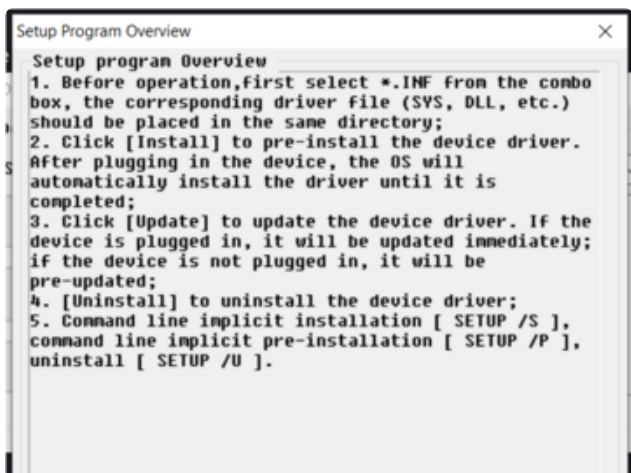 Setup Program Overview
Setup program Overview
1. Before operation,first select *.INF from the combo
box, the corresponding driver file (SYS, DLL, etc.)
should be placed in the same directory;
2. Click [Install] to pre-install the device driver.
After plugging in the device, the OS will
automatically install the driver until it is
completed;
3. Click [Update] to update the device driver. If the
device is plugged in, it will be updated immediately;
if the device is not plugged in, it will be
pre-updated;
4. [Uninstall] to uninstall the device driver;
5. Command line implicit installation [ SETUP /S ],
command line implicit pre-installation [ SETUP /P ],
uninstall [ SETUP /U ].